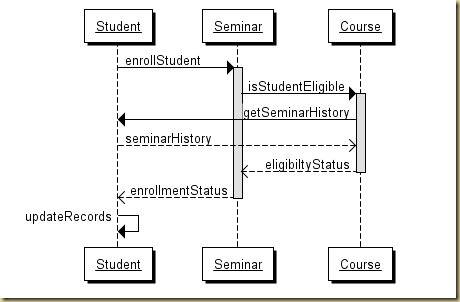 Student
Seminar
Course
enrollStudent
isStudentEligible
getSeminarHistory
seminarHistory
eligibiltyStatus
enrollmentStatus
updateRecords
Student
Seminar
Course